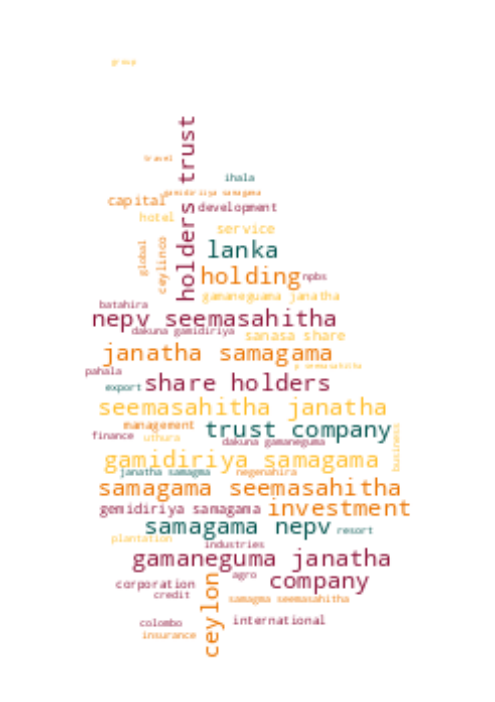 group
holders trust
travel
ihala
gamidiriya samagama
capital
development
hotel
service
global
ceylinco
lanka
holding
npbs
gamaneguama janatha
batahira
nepv seemasahitha
dakuna gamidiriya
sanasa share
janatha samagama
pahala
export
share holders
seemasahitha janatha
management
trust company
finance
uthura
dakuna gamaneguma
business
gamidiriya samagama
janatha samagma
negenahira
samagama seemasahitha
gemidiriya samagama
investment
samagama nepv
resort
plantation
industries
gamaneguma janatha
agro
company
corporation
credit
ceylon
samagma seemasahitha
colombo
international
insurance